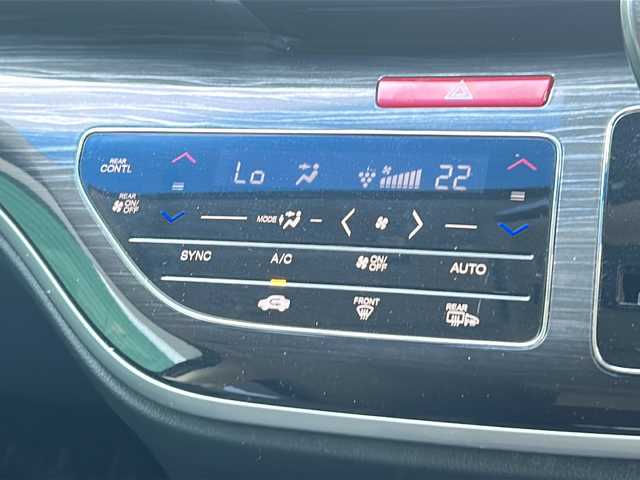 REAR
CONTL
Lo
22
REAR
ON/
OFF
MODE
SYNC
A/C
ON/
OFF
AUTO
FRONT
REAR